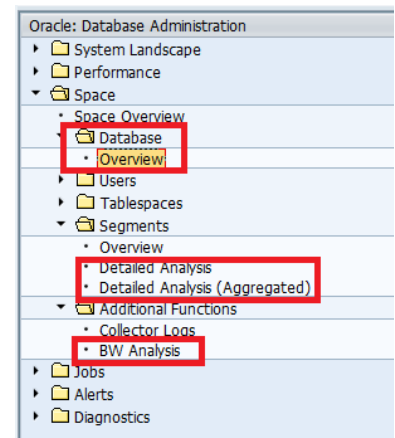 Oracle: Database Administration
System Landscape
Performance
Space
Space Overview
Database
Overview
Users
Tablespaces
Segments
Overview
Detailed Analysis
Detailed Analysis (Aggregated)
Additional Functions
Collector Logs
BW Analysis
Jobs
Alerts
Diagnostics